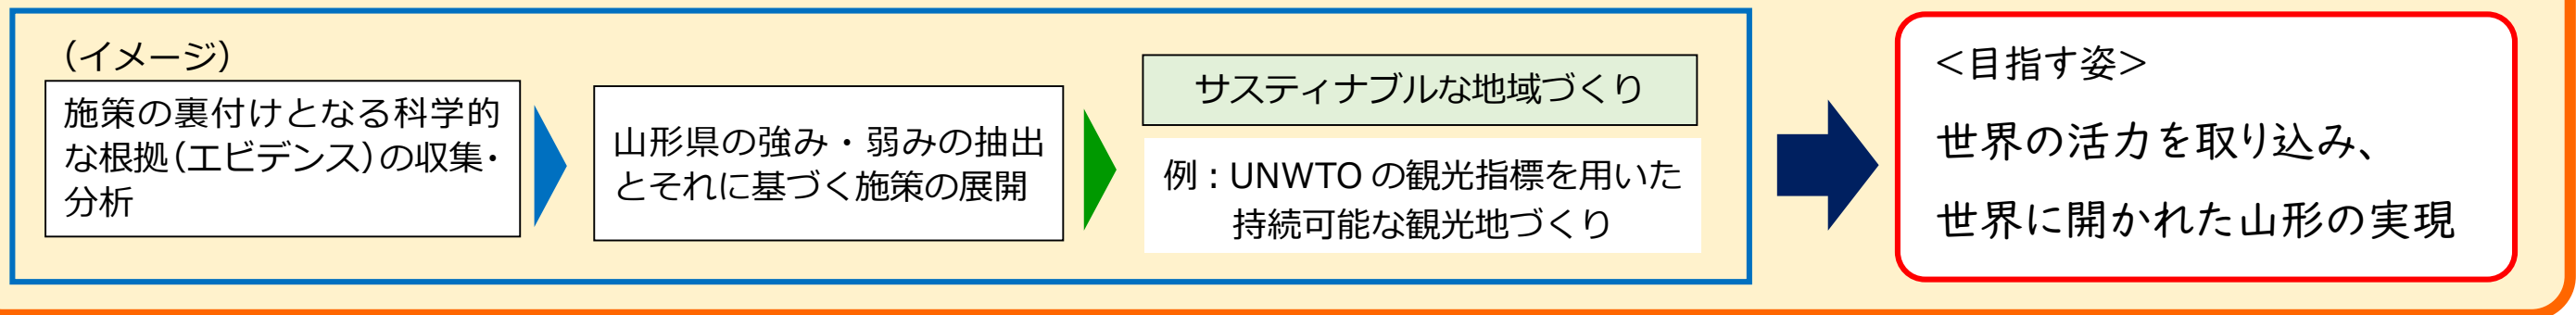 （イメージ）
施策の裏付けとなる科学的
な根拠（エビデンス）の収集・
分析
山形県の強み・弱みの抽出
とそれに基づく施策の展開
サスティナブルな地域づくり
例：UNWTO の観光指標を用いた
持続可能な観光地づくり
<目指す姿>
世界の活力を取り込み、
世界に開かれた山形の実現